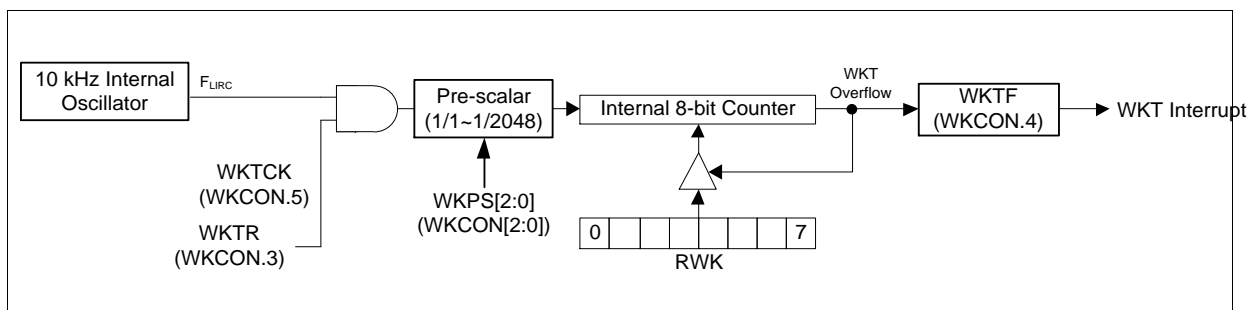 10 kHz Internal
Oscillator
FLIRC
Pre-scalar
(1/1~1/2048)
Internal 8-bit Counter
WKT
Overflow
WKTF
(WKCON.4)
WKT Interrupt
WKTCK
(WKCON.5)
WKTR
(WKCON.3)
WKPS[2:0]
(WKCON[2:0])
0
7
RWK